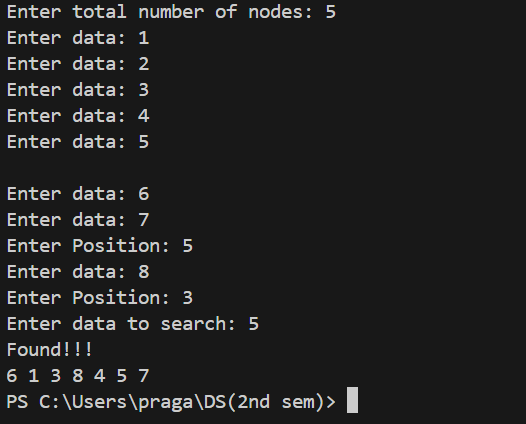 Enter total number of nodes: 5
Enter data: 1
Enter data: 2
Enter data: 3
Enter data: 4
Enter data: 5
Enter data: 6
Enter data: 7
Enter Position: 5
Enter data: 8
Enter Position: 3
Enter data to search: 5
Found!!!
6 1 3 8 4 5 7
PS C:\Users\praga\DS(2nd sem)>